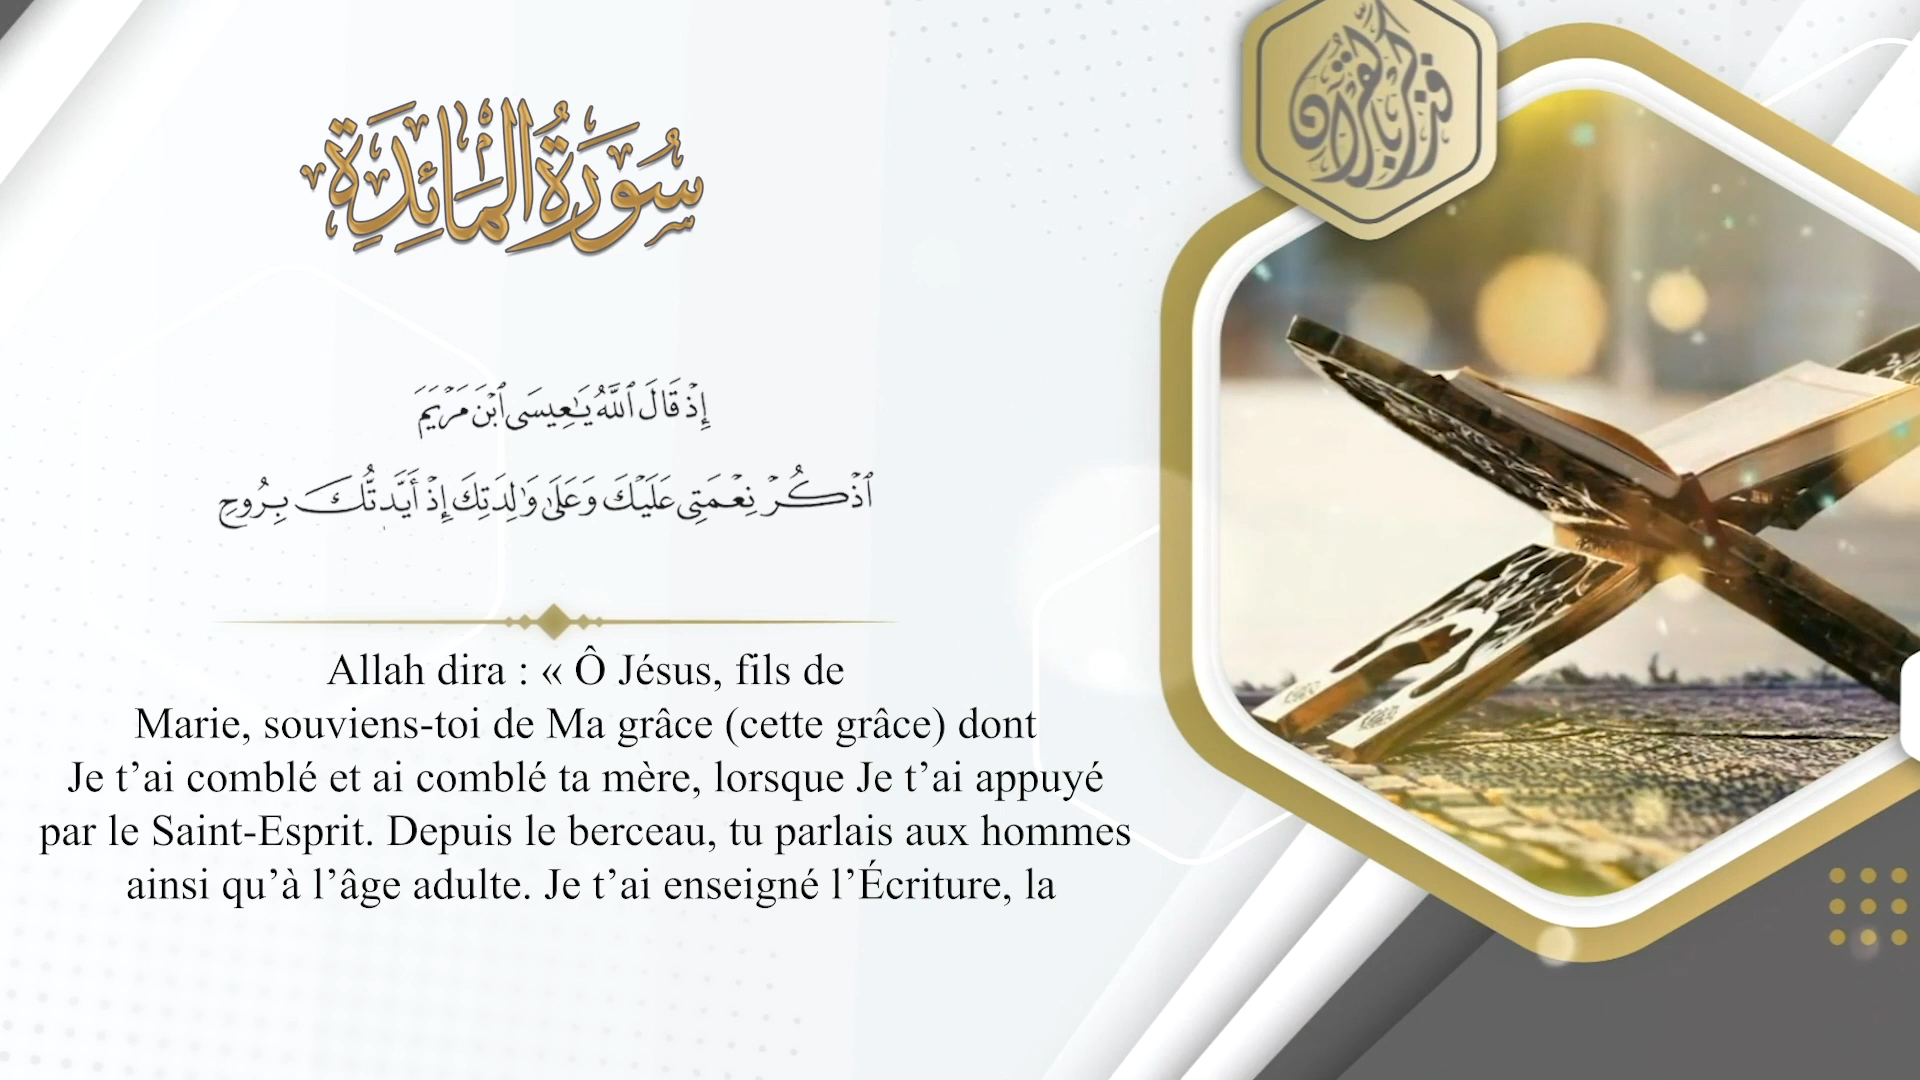 سُورَةُ المَائِدَةِ
فذكر بالقرآن
إِذْ قَالَ ٱللَّهُ يَـٰعِيسَى ٱبْنَ مَرْيَمَ
ٱذْكُرْ نِعْمَتِى عَلَيْكَ وَعَلَىٰ وَٰلِدَتِكَ إِذْ أَيَّدتُّكَ بِرُوحِ
Allah dira : « Ô Jésus, fils de
Marie, souviens-toi de Ma grâce (cette grâce) dont
Je t’ai comblé et ai comblé ta mère, lorsque Je t’ai appuyé
par le Saint-Esprit. Depuis le berceau, tu parlais aux hommes
ainsi qu’à l’âge adulte. Je t’ai enseigné l’Écriture, la